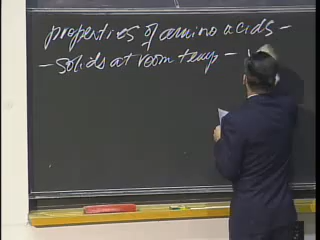 properties of amino acids -
- solids at room temp -